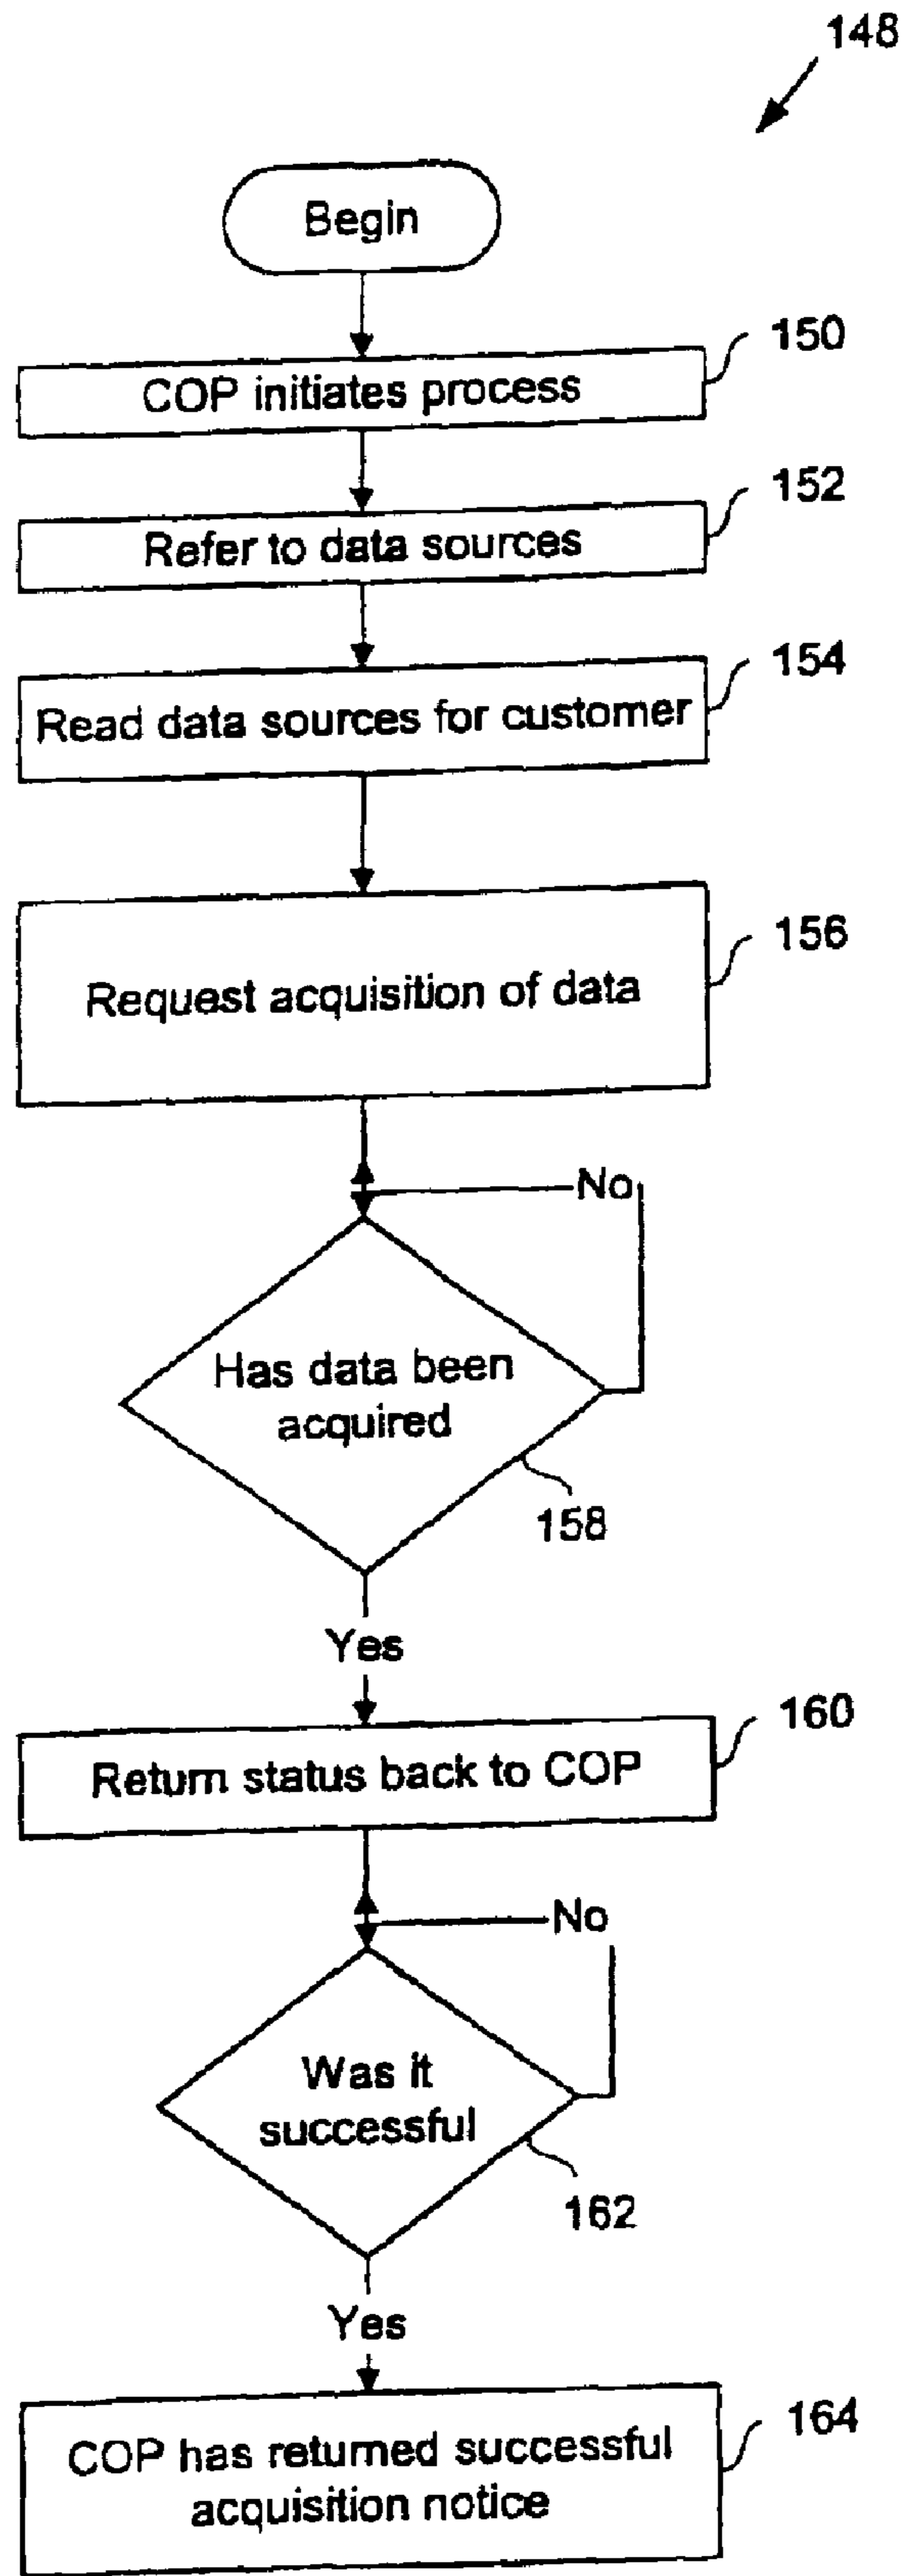 148
Begin
150
COP initiates process
152
Refer to data sources
154
Read data sources for customer
156
Request acquisition of data
No
Has data been
acquired
158
Yes
160
Return status back to COP
No
Was it
successful
162
Yes
164
COP has returned successful
acquisition notice